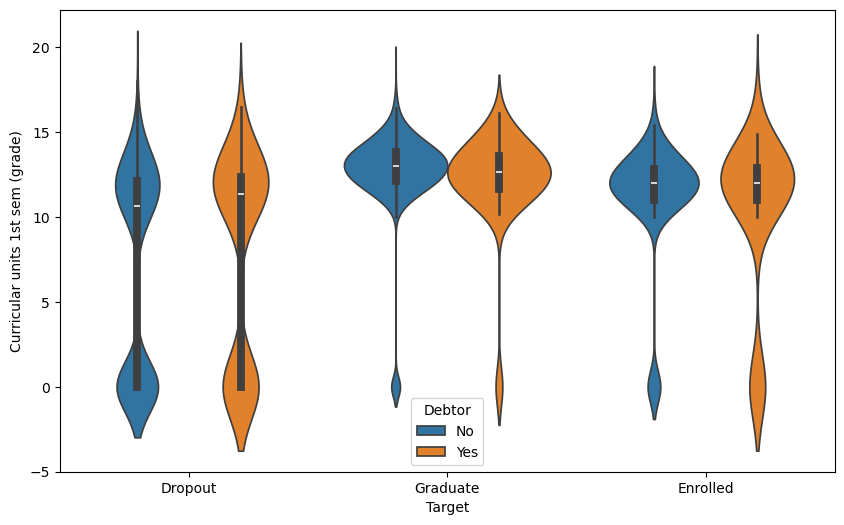 20
15
10
5
0
−5
Curricular units 1st sem (grade)
Debtor
No
Yes
Dropout
Graduate
Enrolled
Target